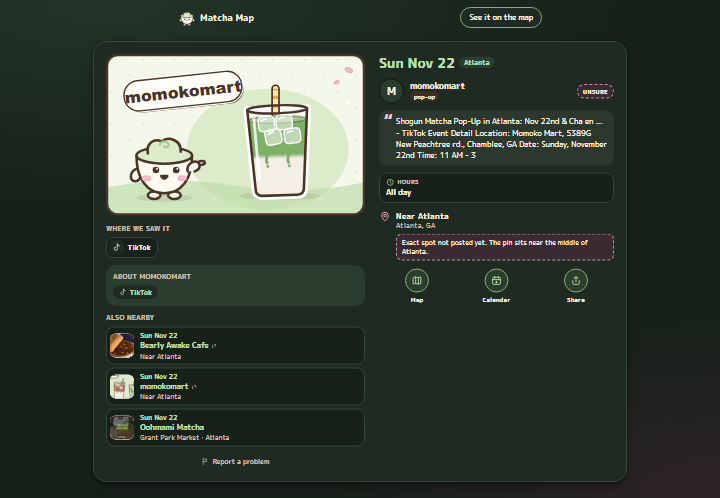 Matcha Map
See it on the map
momokomart
Sun Nov 22
Atlanta
M
momokomart
pop-up
UNSURE
" Shogun Matcha Pop-Up in Atlanta: Nov 22nd & Cha en ...
- TikTok Event Detail Location: Momoko Mart, 5389G
New Peachtree rd., Chamblee, GA Date: Sunday, November
22nd Time: 11 AM - 3
HOURS
All day
Near Atlanta
Atlanta, GA
Exact spot not posted yet. The pin sits near the middle of
Atlanta.
Map
Calendar
Share
WHERE WE SAW IT
TikTok
ABOUT MOMOKOMART
TikTok
ALSO NEARBY
Sun Nov 22
Bearly Awake Cafe
Near Atlanta
Sun Nov 22
momokomart
Near Atlanta
Sun Nov 22
Oohmami Matcha
Grant Park Market · Atlanta
Report a problem